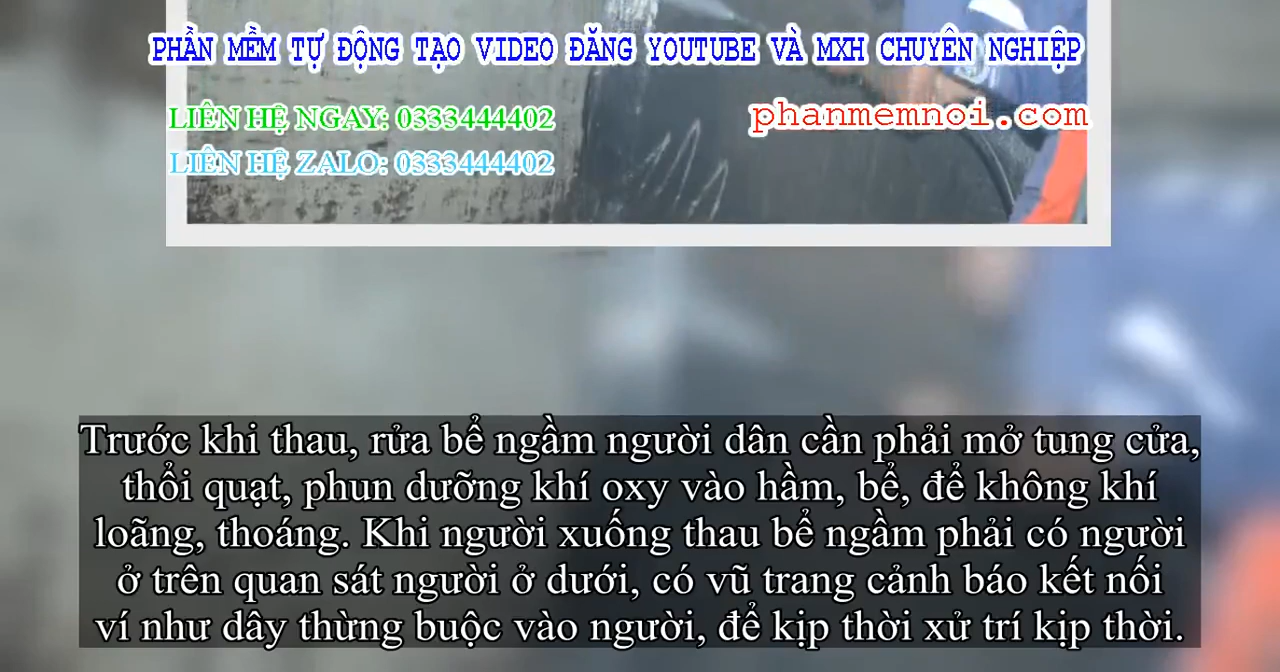 PHẦN MỀM TỰ ĐỘNG TẠO VIDEO ĐĂNG YOUTUBE VÀ MXH CHUYÊN NGHIỆP
LIÊN HỆ NGAY: 0333444402
phanmemnoi.com
LIÊN HỆ ZALO: 0333444402
Trước khi thau, rửa bể ngầm người dân cần phải mở tung cửa,
thổi quạt, phun dưỡng khí oxy vào hầm, bể, để không khí
loãng, thoáng. Khi người xuống thau bể ngầm phải có người
ở trên quan sát người ở dưới, có vũ trang cảnh báo kết nối
ví như dây thừng buộc vào người, để kịp thời xử trí kịp thời.